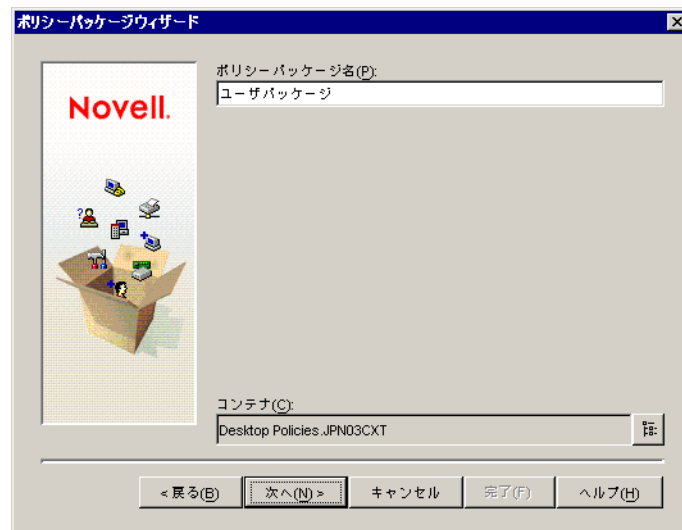 ポリシーパッケージウィザード
Novell.
ポリシーパッケージ名(P):
ユーザパッケージ
コンテナ(C):
Desktop Policies.JPN03CXT
<戻る(B)
次へ(N)>
キャンセル
完了(F)
ヘルプ(H)